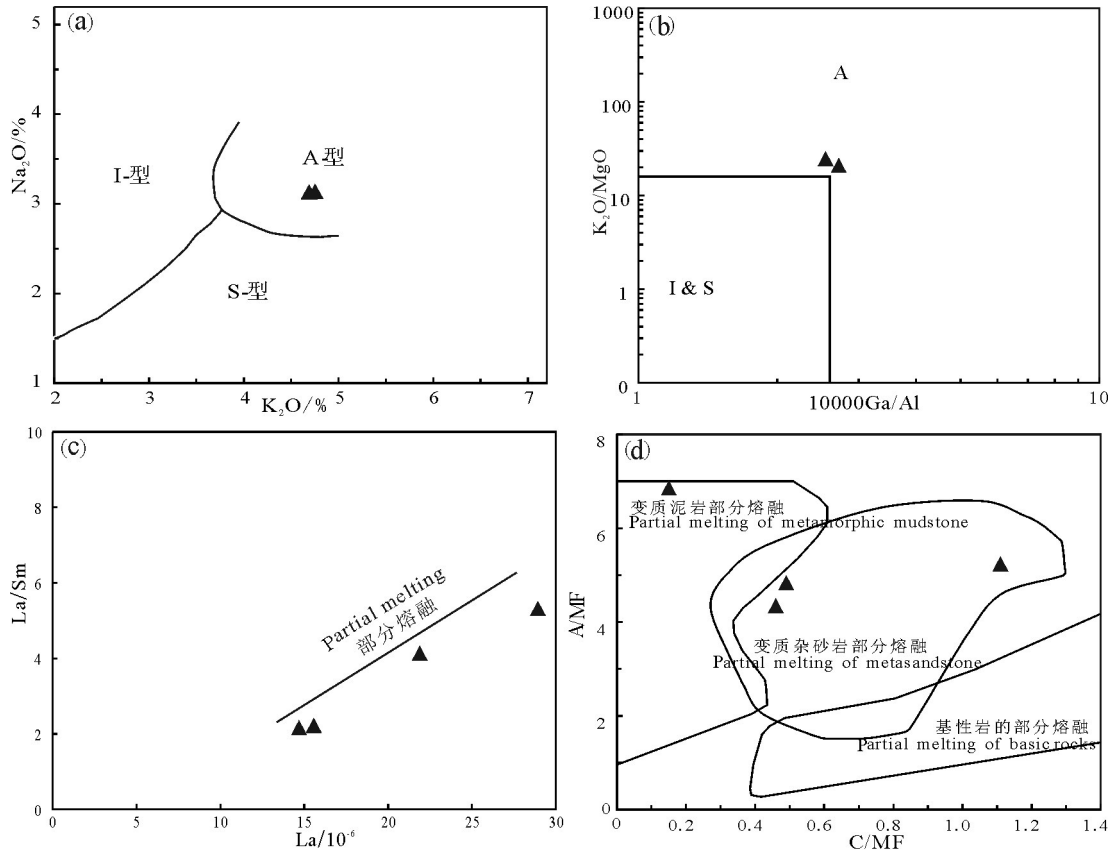 (a)
5
4
3
2
1
Na₂O/%
I-型
A-型
S-型
2
3
4
5
6
7
K₂O/%
(b)
1000
100
10
1
0
K₂O/MgO
A
I & S
1
10
10000Ga/Al
(c)
10
8
6
4
2
0
La/Sm
Partial melting
部分熔融
0
5
10
15
20
25
30
La/10⁻⁶
(d)
8
6
4
2
0
A/MF
变质泥岩部分熔融
Partial melting of metamorphic mudstone
变质杂砂岩部分熔融
Partial melting of metasandstone
基性岩的部分熔融
Partial melting of basic rocks
0
0.2
0.4
0.6
0.8
1.0
1.2
1.4
C/MF